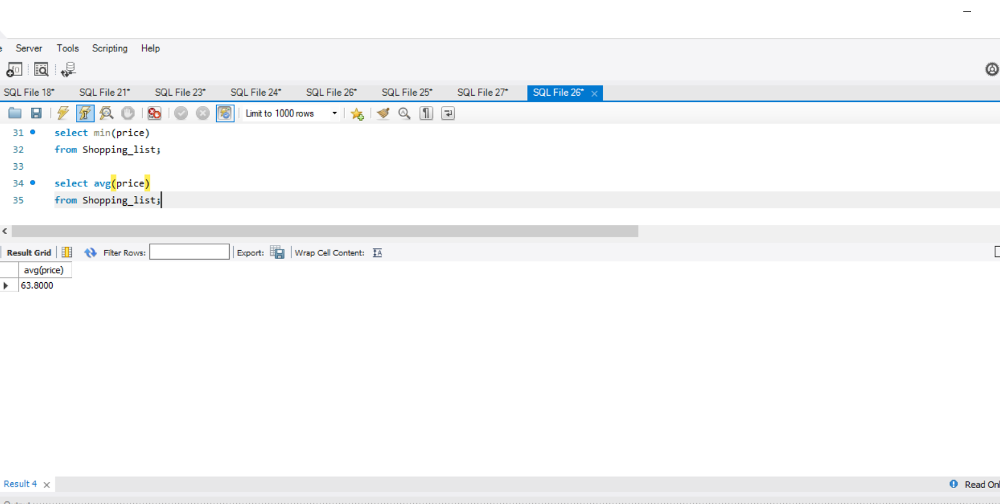 Server Tools Scripting Help
SQL File 18* SQL File 21* SQL File 23* SQL File 24* SQL File 26* SQL File 25* SQL File 27* SQL File 26*
Limit to 1000 rows
31 select min(price)
32 from Shopping_list;
33
34 select avg(price)
35 from Shopping_list;
Result Grid Filter Rows: Export: Wrap Cell Content:
avg(price)
63.8000
Result 4 Read Onl